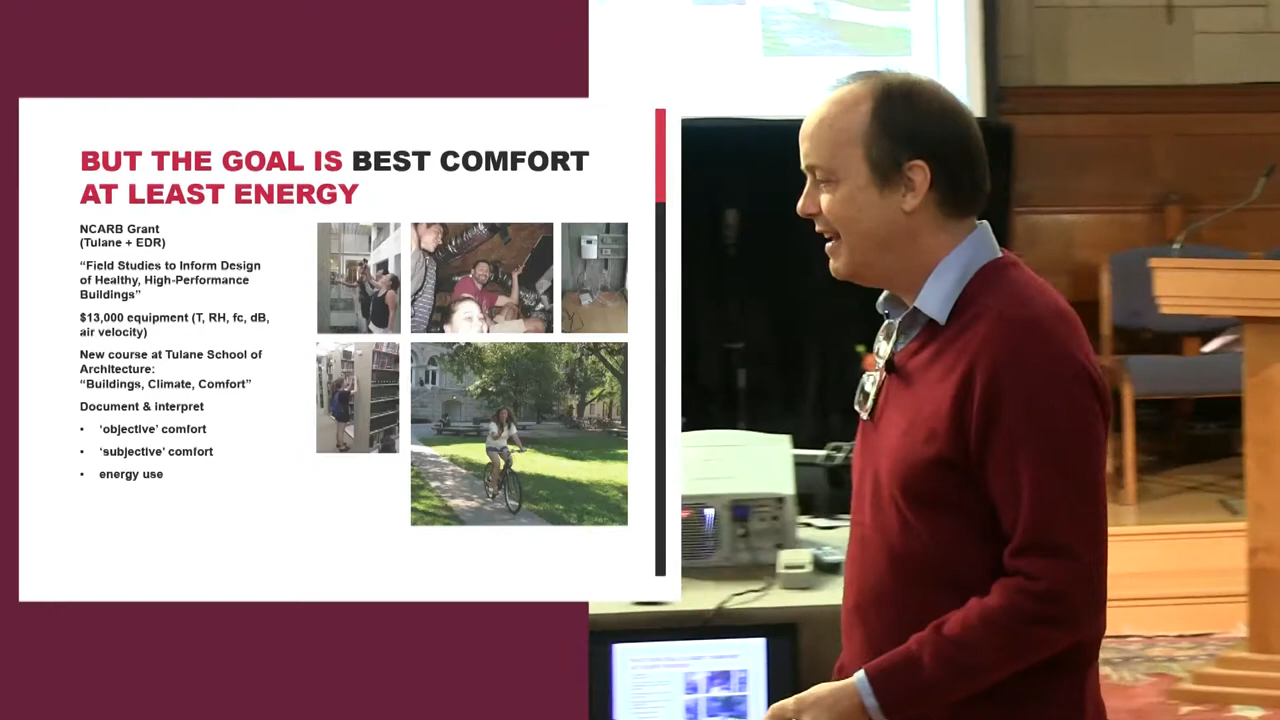 BUT THE GOAL IS BEST COMFORT
AT LEAST ENERGY
NCARB Grant
(Tulane + EDR)
“Field Studies to Inform Design
of Healthy, High-Performance
Buildings”
$13,000 equipment (T, RH, fc, dB,
air velocity)
New course at Tulane School of
Architecture:
“Buildings, Climate, Comfort”
Document & interpret
• ‘objective’ comfort
• ‘subjective’ comfort
• energy use